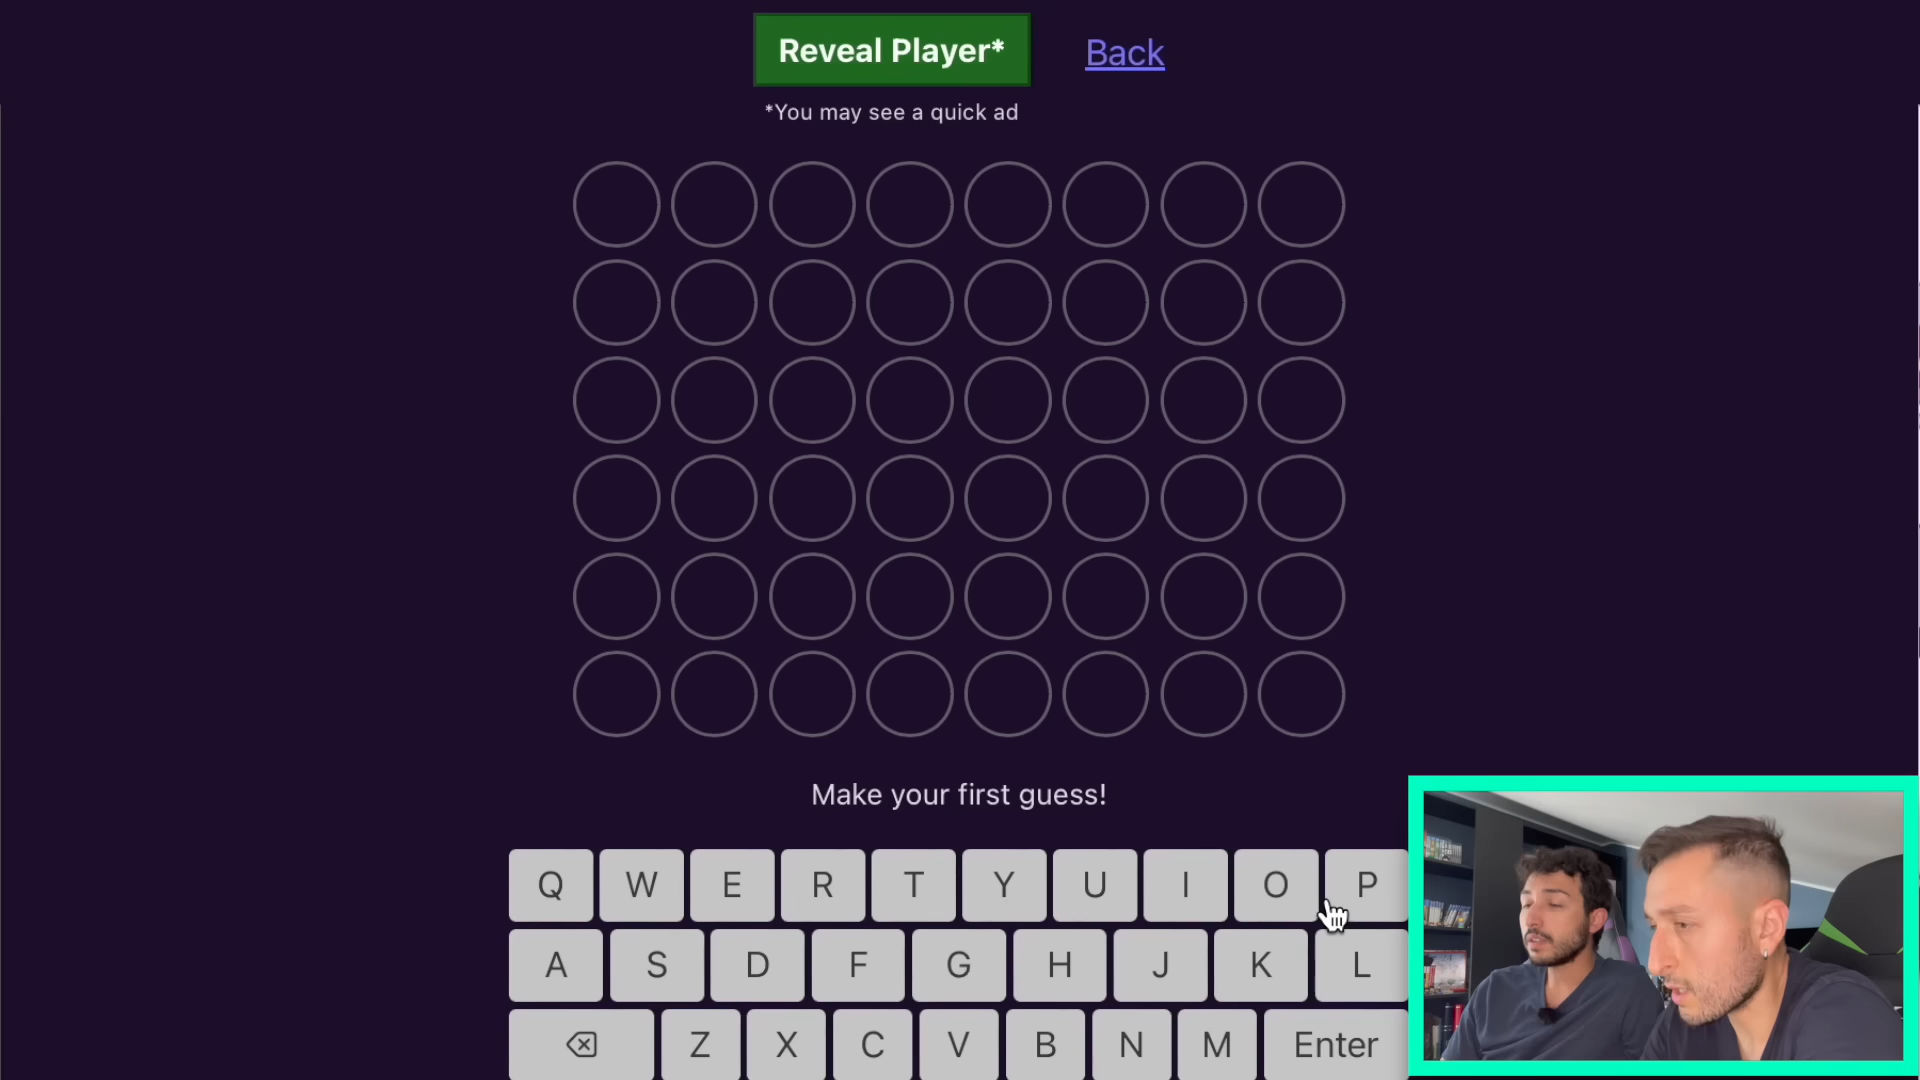 Reveal Player* Back
*You may see a quick ad
Make your first guess!
Q W E R T Y U I O P
A S D F G H J K L
Z X C V B N M Enter